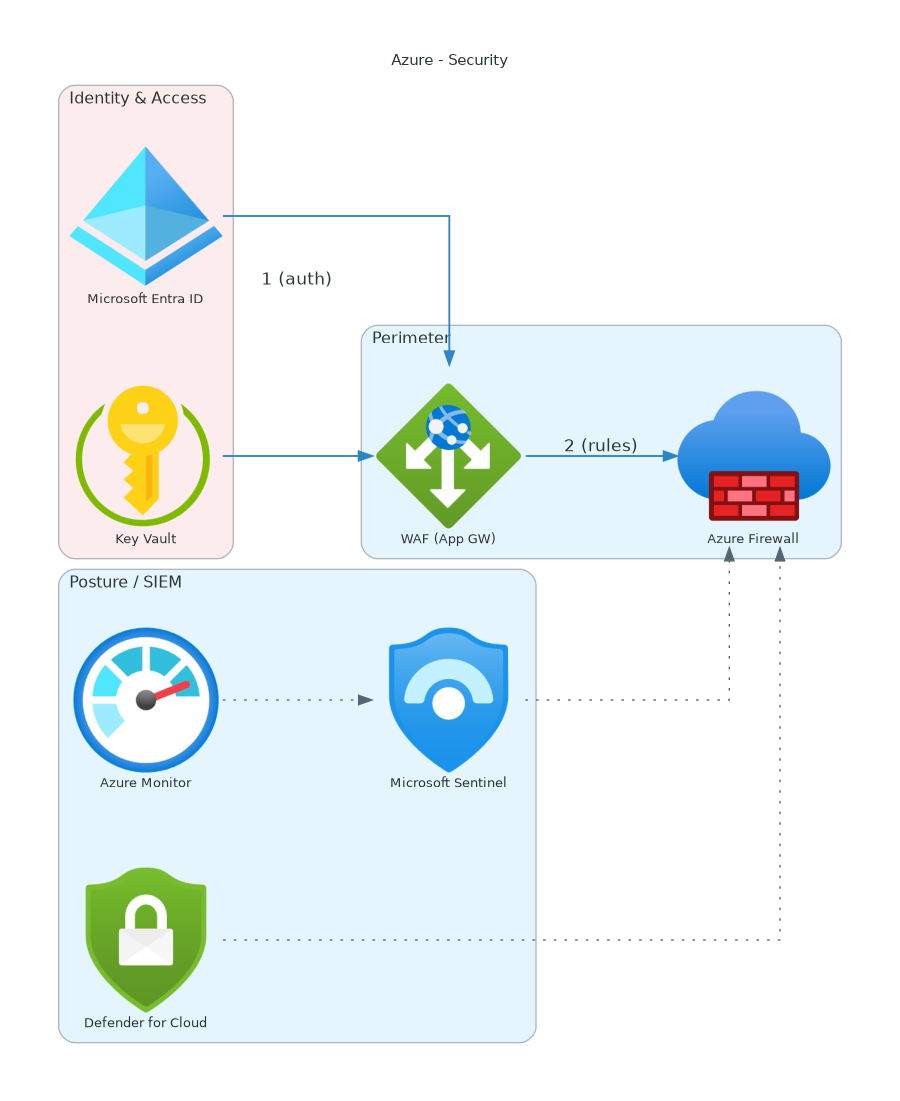 Azure - Security
Identity & Access
Microsoft Entra ID
1 (auth)
Perimeter
Key Vault
WAF (App GW)
2 (rules)
Azure Firewall
Posture / SIEM
Azure Monitor
Microsoft Sentinel
Defender for Cloud